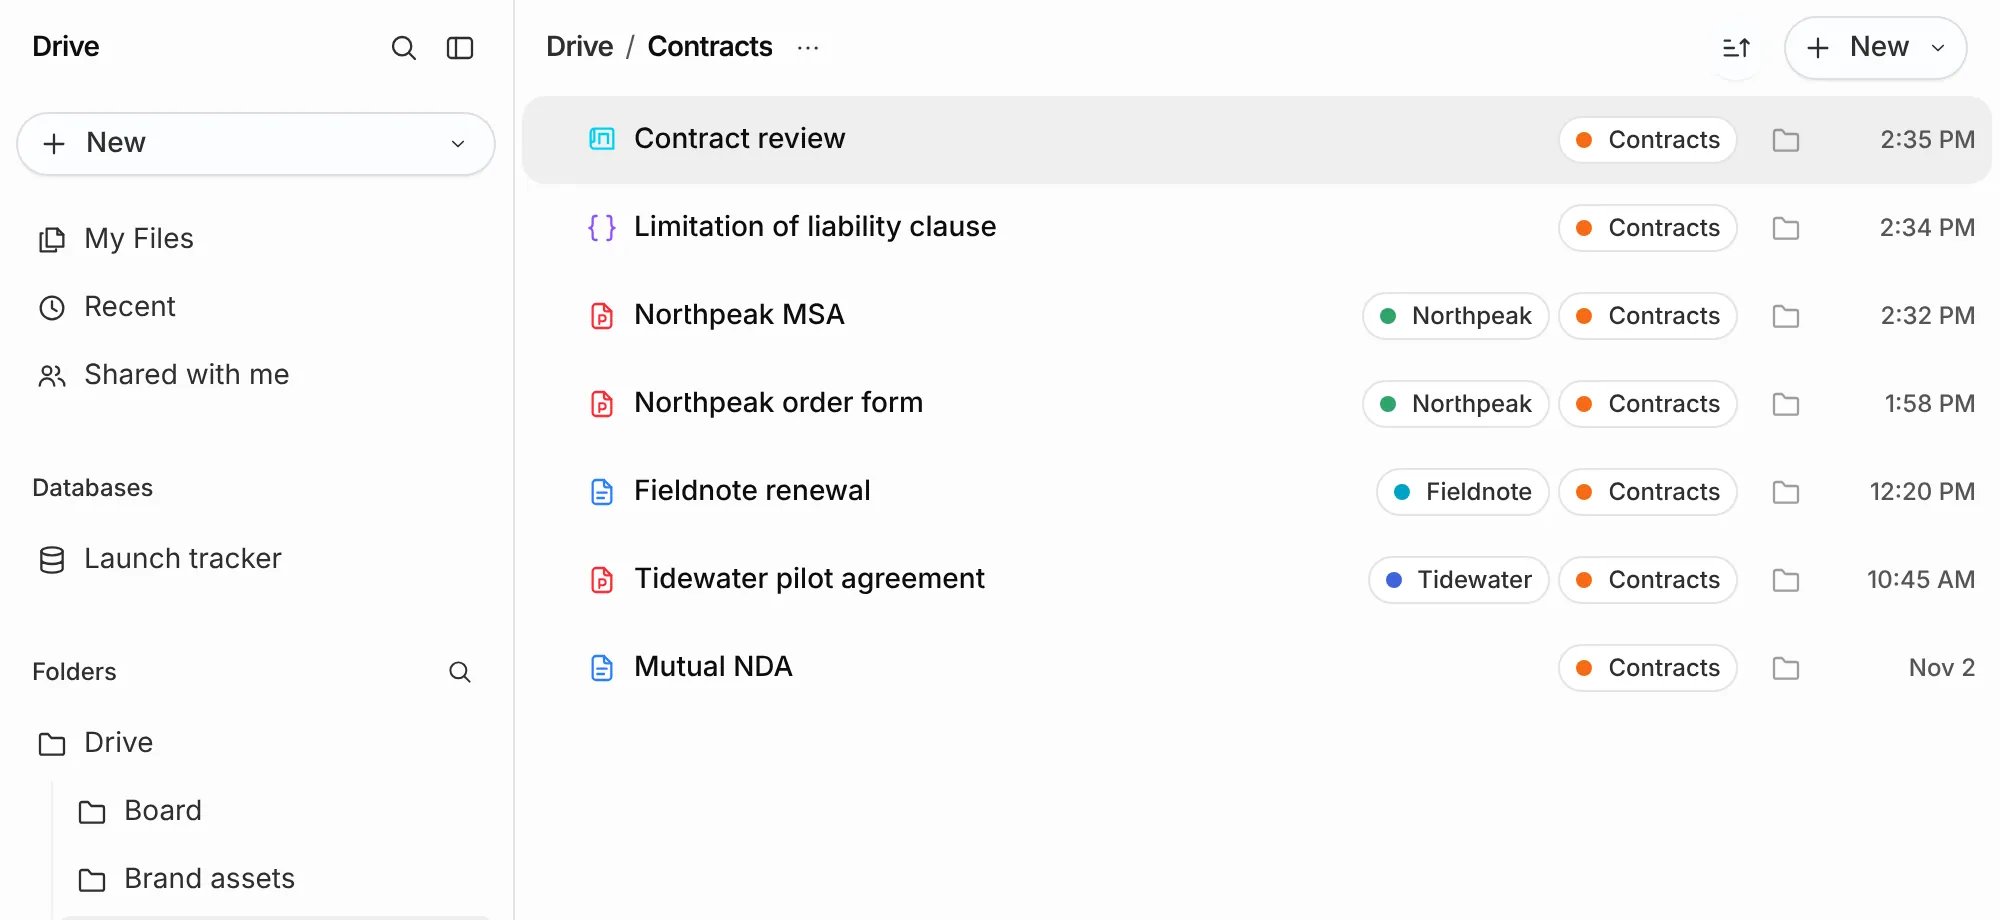 Drive
New
My Files
Recent
Shared with me
Databases
Launch tracker
Folders
Drive
Board
Brand assets
Drive / Contracts ...
New
Contract review Contracts 2:35 PM
Limitation of liability clause Contracts 2:34 PM
Northpeak MSA Northpeak Contracts 2:32 PM
Northpeak order form Northpeak Contracts 1:58 PM
Fieldnote renewal Fieldnote Contracts 12:20 PM
Tidewater pilot agreement Tidewater Contracts 10:45 AM
Mutual NDA Contracts Nov 2